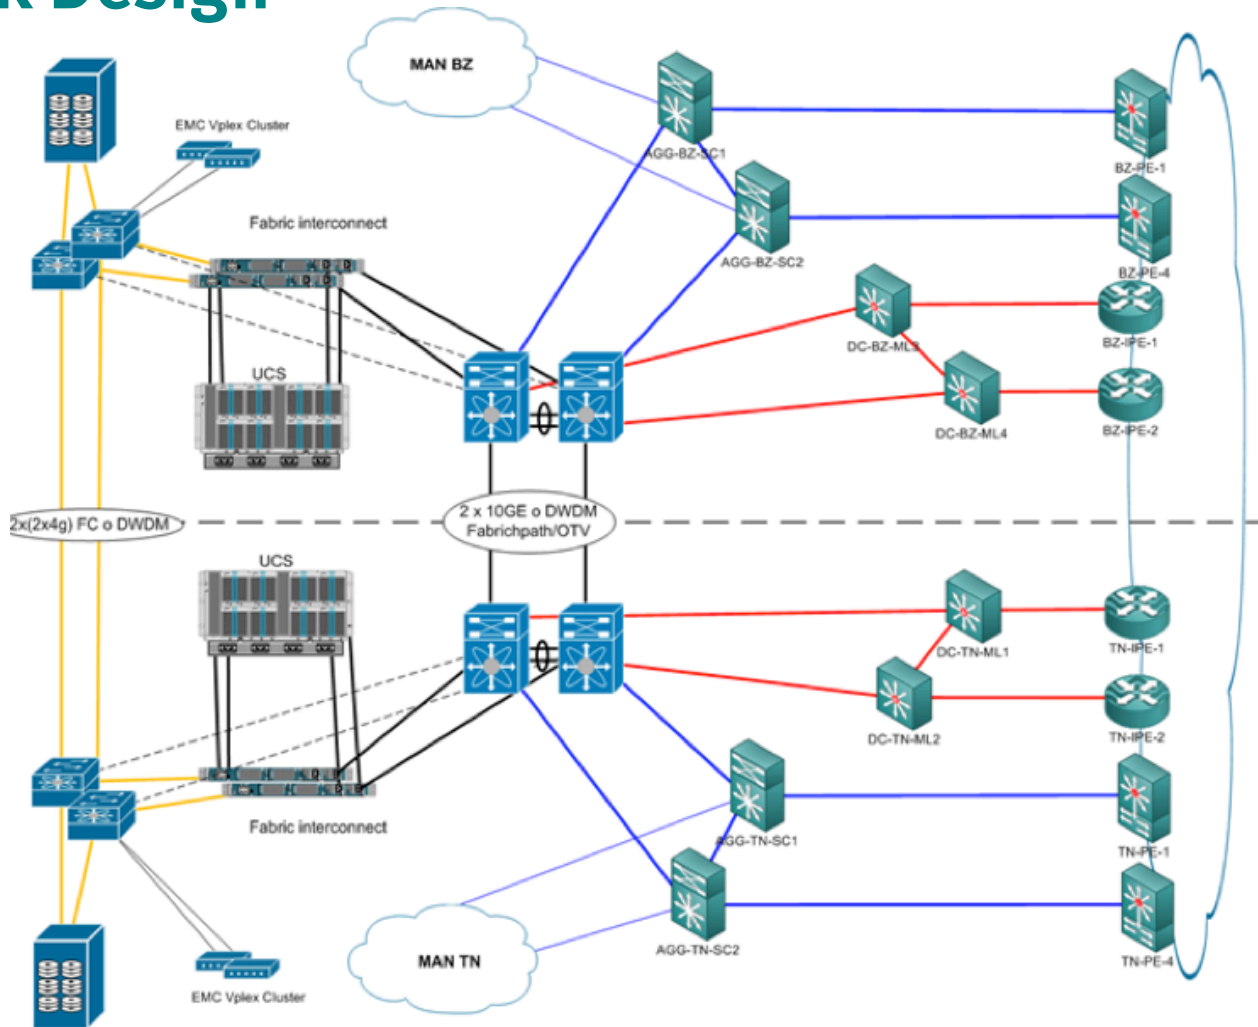 k Design
MAN BZ
EMC Vplex Cluster
AGG-BZ-SC1
BZ-PE-1
Fabric interconnect
AGG-BZ-SC2
BZ-PE-4
DC-BZ-ML3
BZ-IPE-1
UCS
DC-BZ-ML4
BZ-IPE-2
2x(2x4g) FC o DWDM
2 x 10GE o DWDM
Fabrichpath/OTV
UCS
DC-TN-ML1
TN-IPE-1
DC-TN-ML2
TN-IPE-2
Fabric interconnect
AGG-TN-SC1
TN-PE-1
AGG-TN-SC2
MAN TN
TN-PE-4
EMC Vplex Cluster